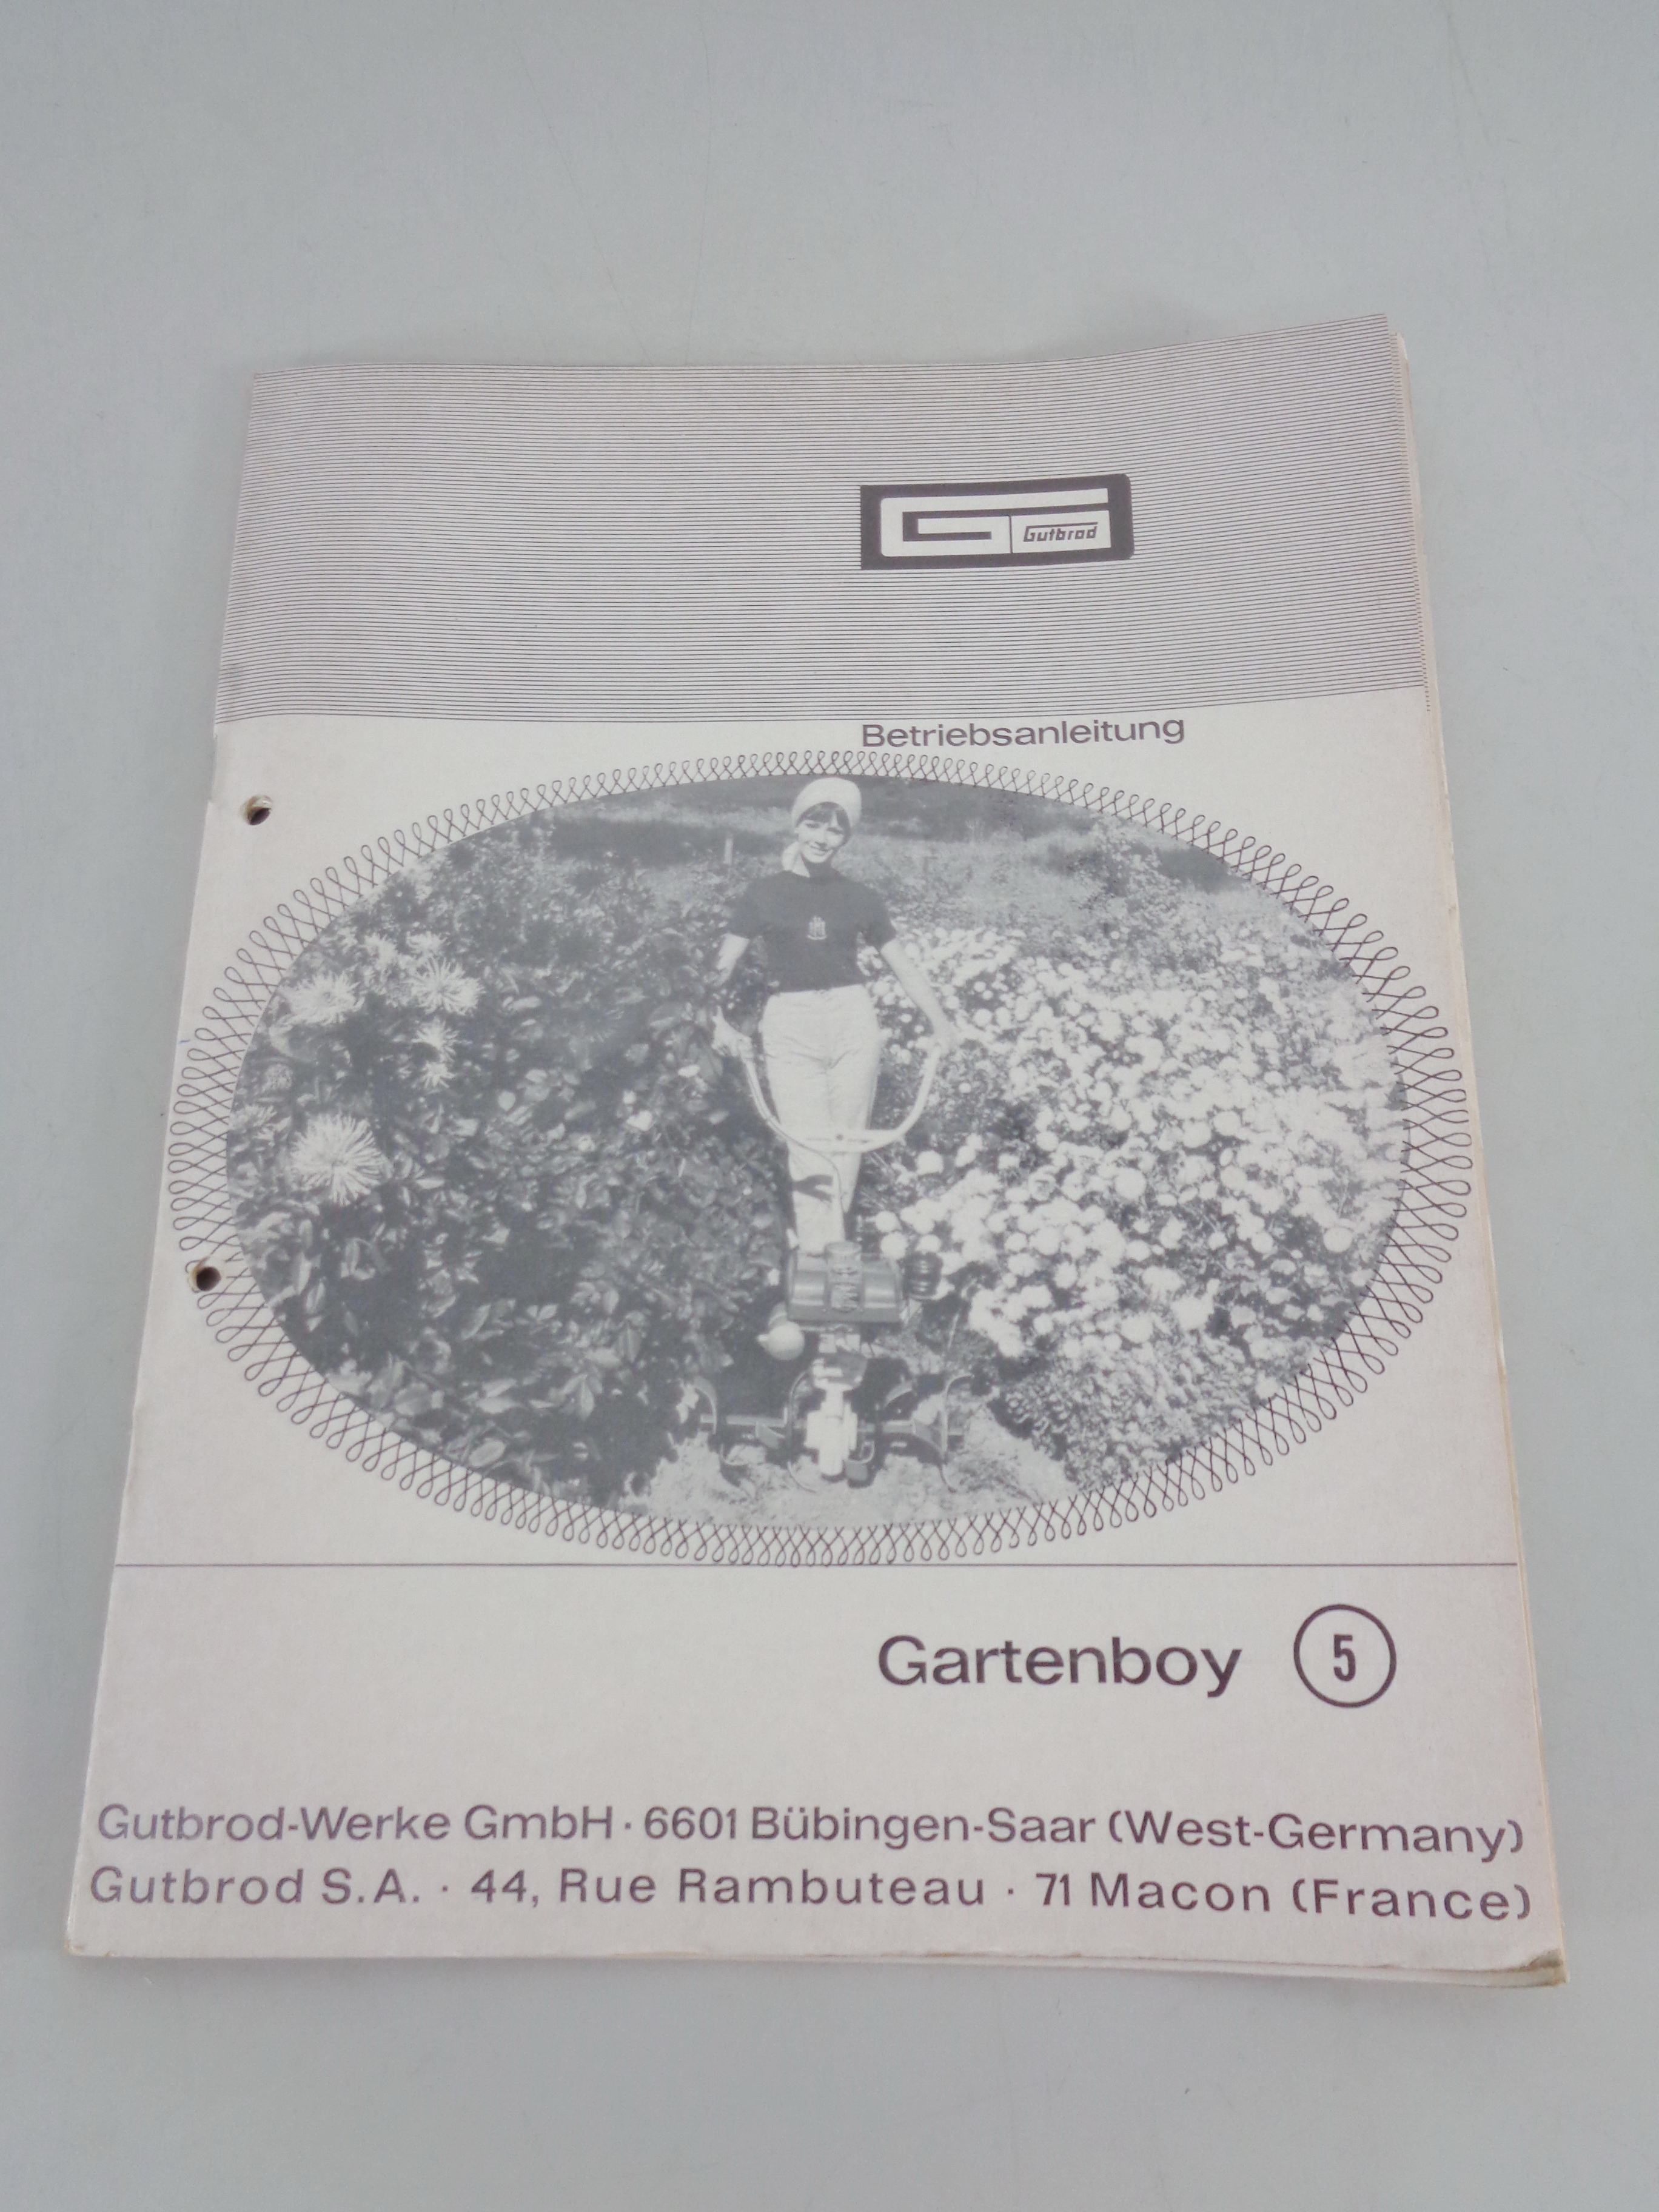 Gutbrod
Betriebsanleitung
Gartenboy 5
Gutbrod-Werke GmbH · 6601 Bübingen-Saar (West-Germany)
Gutbrod S.A. · 44, Rue Rambuteau · 71 Macon (France)